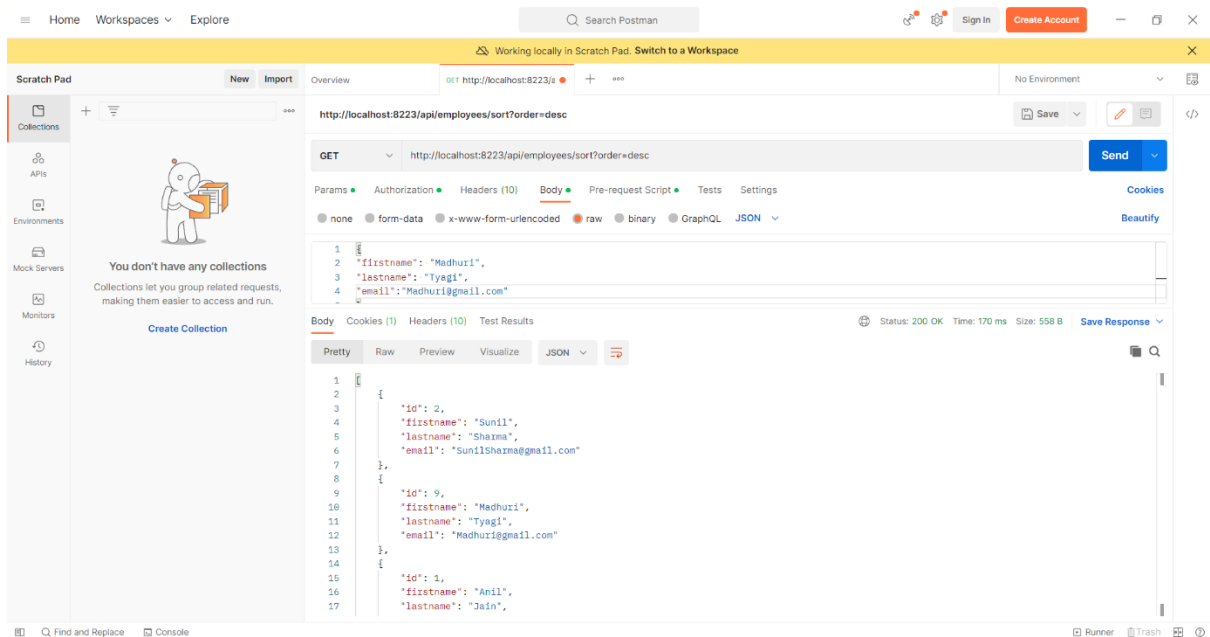 Home Workspaces Explore Search Postman Sign In Create Account
Working locally in Scratch Pad. Switch to a Workspace
Scratch Pad New Import Overview GET http://localhost:8223/a No Environment
Collections
http://localhost:8223/api/employees/sort?order=desc Save
APIs
GET http://localhost:8223/api/employees/sort?order=desc Send
Environments
Params Authorization Headers (10) Body Pre-request Script Tests Settings Cookies
none form-data x-www-form-urlencoded raw binary GraphQL JSON Beautify
Mock Servers
Monitors
History
You don't have any collections
Collections let you group related requests,
making them easier to access and run.
Create Collection
1 {
2 "firstname": "Madhuri",
3 "lastname": "Tyagi",
4 "email":"Madhuri@gmail.com"
Body Cookies (1) Headers (10) Test Results Status: 200 OK Time: 170 ms Size: 558 B Save Response
Pretty Raw Preview Visualize JSON
1 [
2 {
3 "id": 2,
4 "firstname": "Sunil",
5 "lastname": "Sharma",
6 "email": "SunilSharma@gmail.com"
7 },
8 {
9 "id": 9,
10 "firstname": "Madhuri",
11 "lastname": "Tyagi",
12 "email": "Madhuri@gmail.com"
13 },
14 {
15 "id": 1,
16 "firstname": "Anil",
17 "lastname": "Jain",
Find and Replace Console Runner Trash